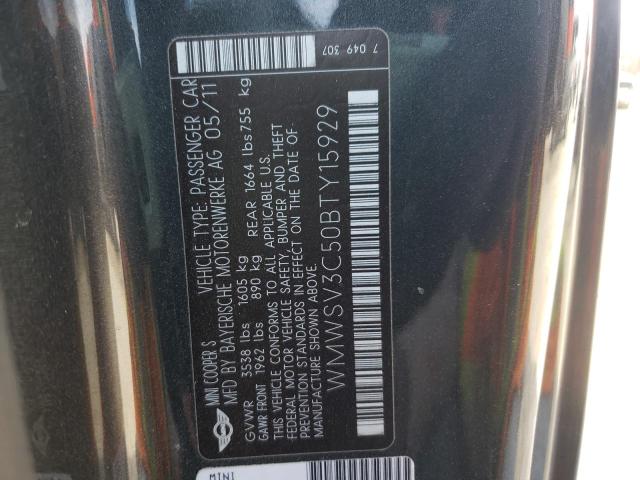 MINI COOPER S VEHICLE TYPE: PASSENGER CAR
MFD BY BAYERISCHE MOTORENWERKE AG 05/11
GVWR 3538 lbs 1605 kg
GAWR FRONT 1962 lbs 890 kg REAR 1664 lbs 755 kg
THIS VEHICLE CONFORMS TO ALL APPLICABLE U.S.
FEDERAL MOTOR VEHICLE SAFETY, BUMPER AND THEFT
PREVENTION STANDARDS IN EFFECT ON THE DATE OF
MANUFACTURE SHOWN ABOVE.
WMWSV3C50BTY15929
7 049 307
MINI